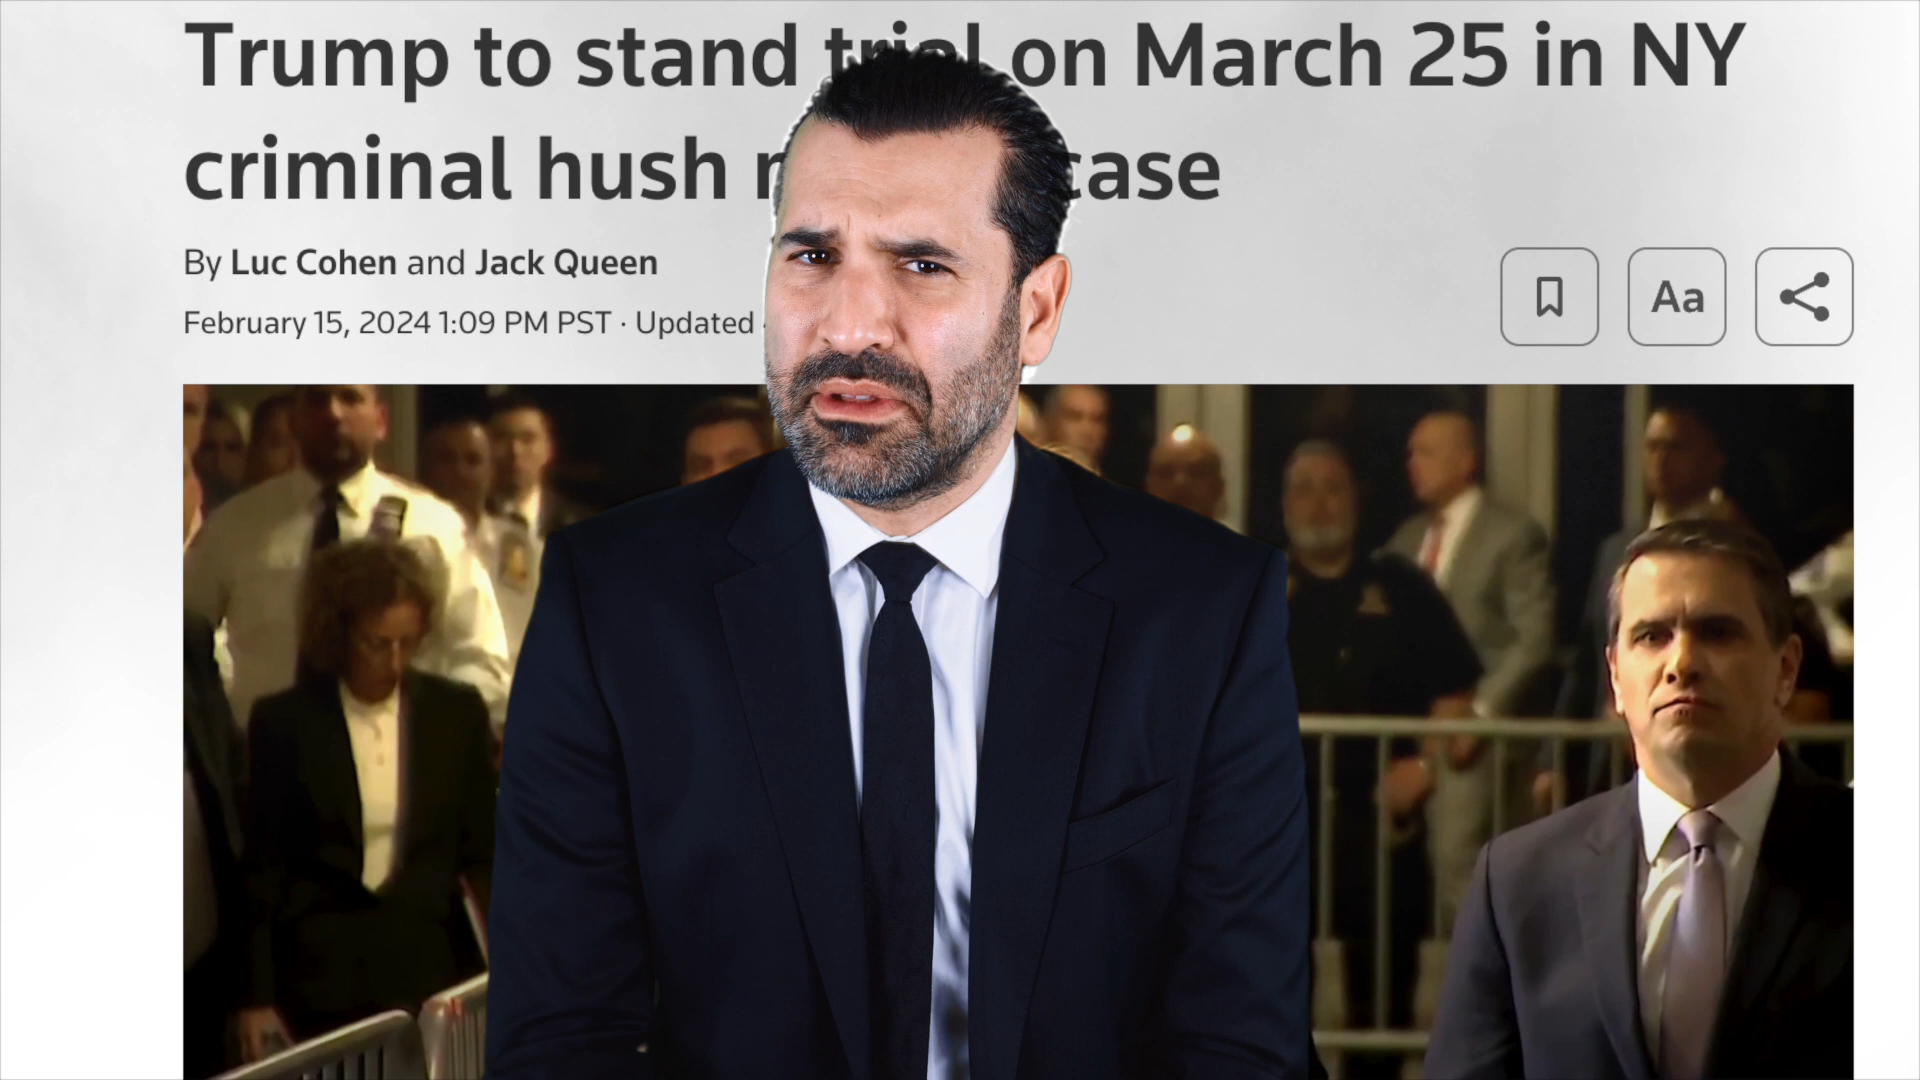 Trump to stand trial on March 25 in NY
criminal hush case
By Luc Cohen and Jack Queen
February 15, 2024 1:09 PM PST · Updated
Aa